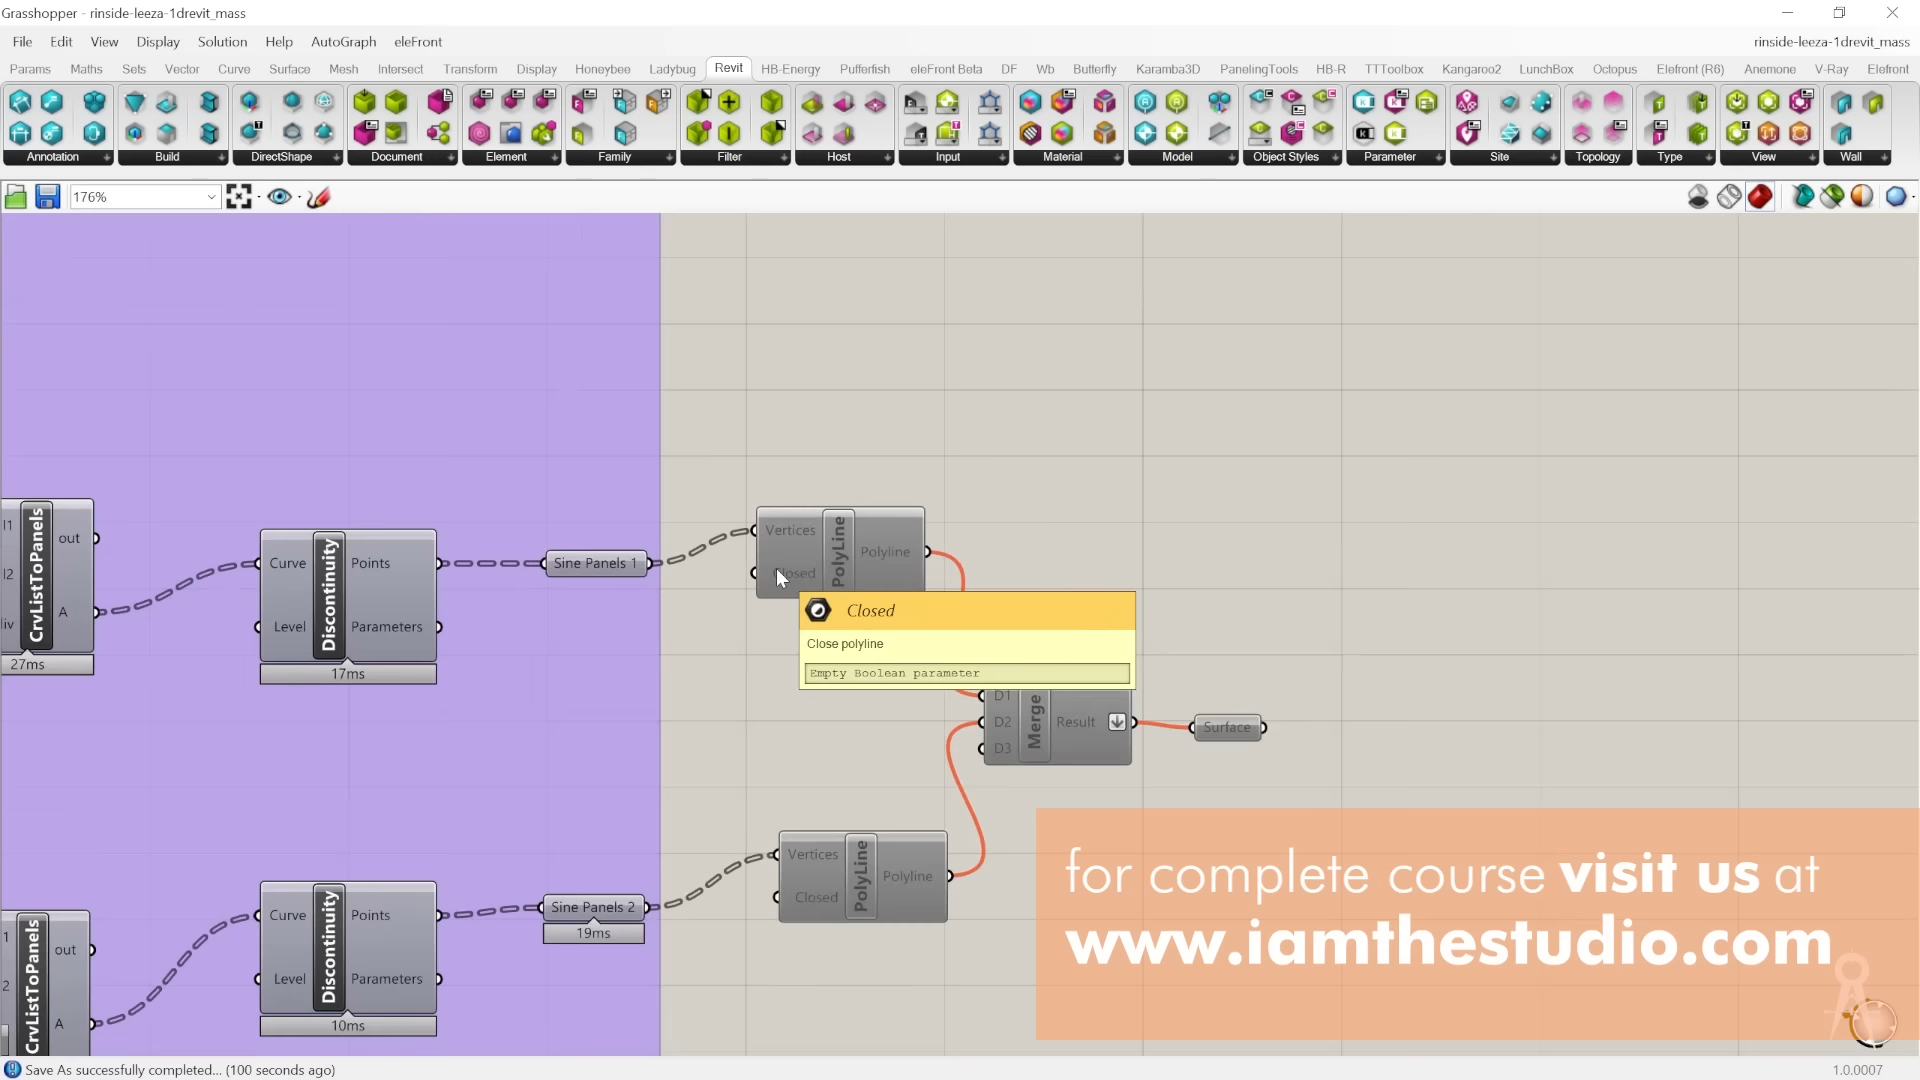 Grasshopper - rinside-leeza-1drevit_mass
File Edit View Display Solution Help AutoGraph eleFront
rinside-leeza-1drevit_mass
Params Maths Sets Vector Curve Surface Mesh Intersect Transform Display Honeybee Ladybug Revit HB-Energy Pufferfish eleFront Beta DF Wb Butterfly Karamba3D PanelingTools HB-R TTToolbox Kangaroo2 LunchBox Octopus Elefront (R6) Anemone V-Ray Elefront
Annotation Build DirectShape Document Element Family Filter Host Input Material Model Object Styles Parameter Site Topology Type View Wall
176%
I1
I2
div
CrvListToPanels
out
A
27ms
Curve
Level
Discontinuity
Points
Parameters
17ms
Sine Panels 1
Vertices
Closed
PolyLine
Polyline
Closed
Close polyline
Empty Boolean parameter
D1
D2
D3
Merge
Result
Surface
Vertices
Closed
PolyLine
Polyline
Curve
Level
Discontinuity
Points
Parameters
10ms
Sine Panels 2
19ms
1
2
CrvListToPanels
out
A
for complete course visit us at
www.iamthestudio.com
Save As successfully completed... (100 seconds ago)
1.0.0007